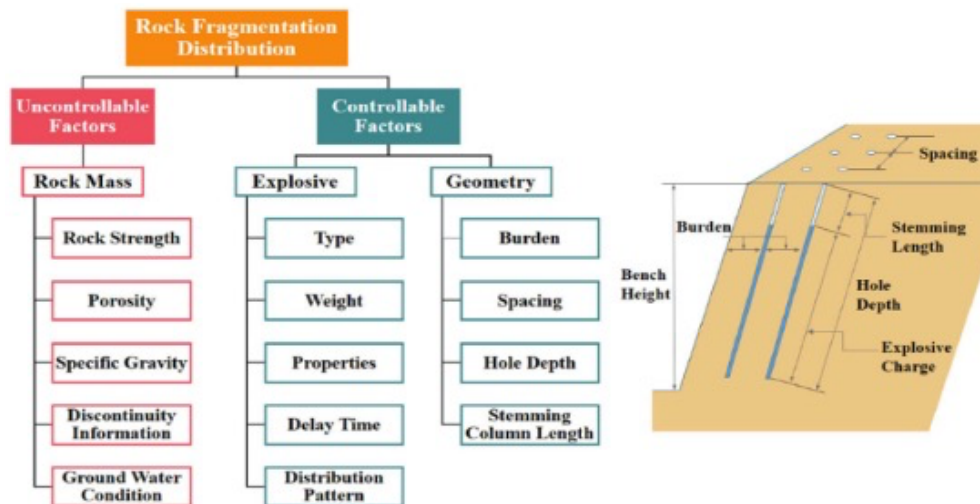 Rock Fragmentation
Distribution
Uncontrollable
Factors
Controllable
Factors
Rock Mass
Explosive
Geometry
Rock Strength
Type
Burden
Porosity
Weight
Spacing
Specific Gravity
Properties
Hole Depth
Discontinuity
Information
Delay Time
Stemming
Column Length
Ground Water
Condition
Distribution
Pattern
Spacing
Burden
Stemming
Length
Bench
Height
Hole
Depth
Explosive
Charge